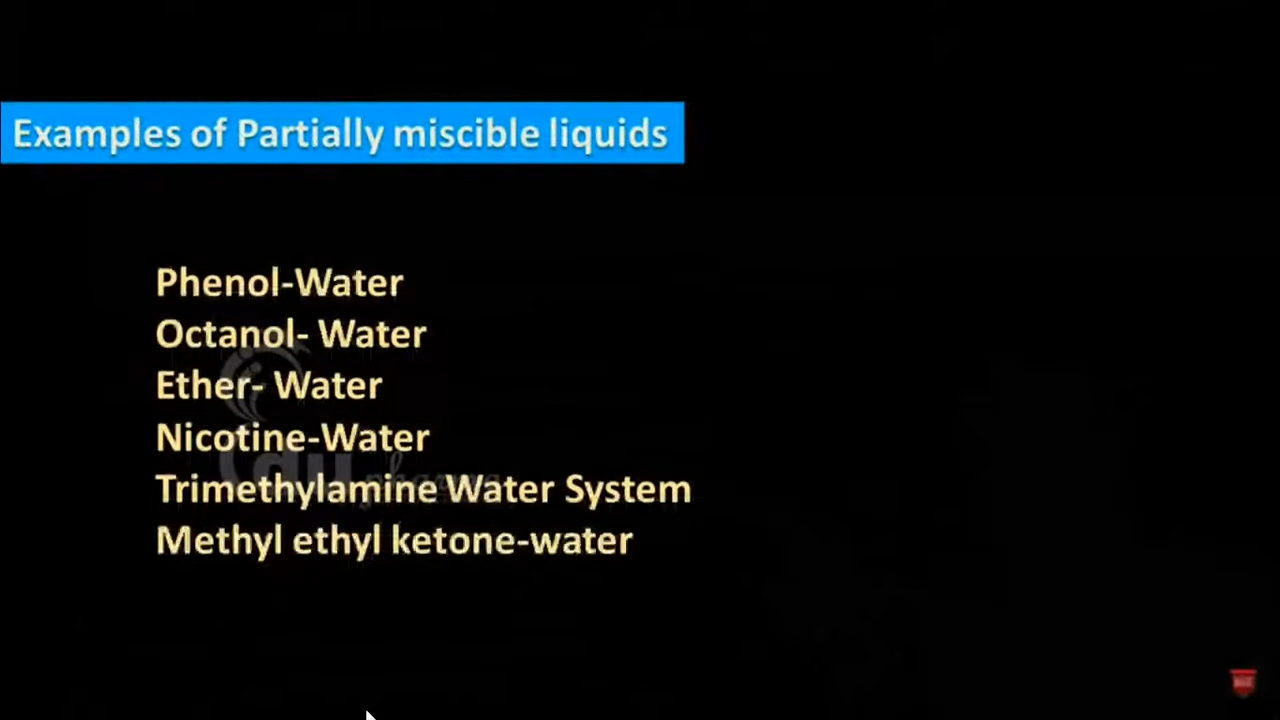 Examples of Partially miscible liquids
Phenol-Water
Octanol- Water
Ether- Water
Nicotine-Water
Trimethylamine Water System
Methyl ethyl ketone-water